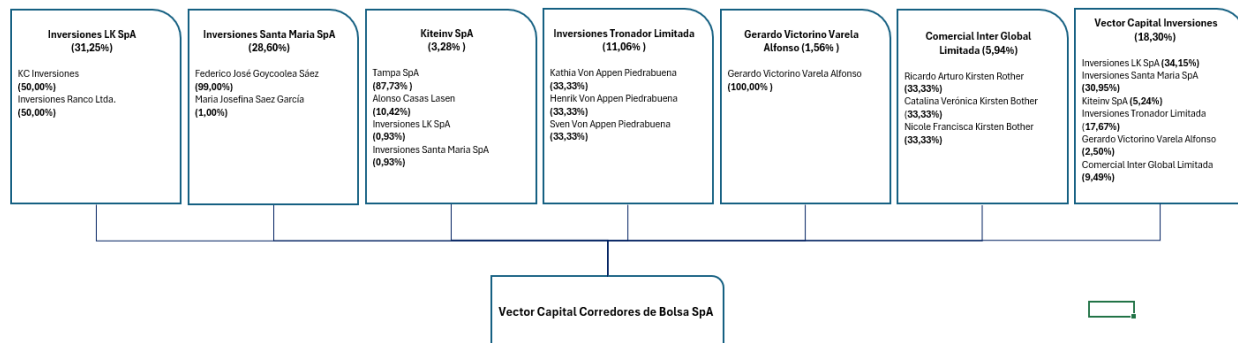 Inversiones LK SpA
(31,25%)
KC Inversiones
(50,00%)
Inversiones Ranco Ltda.
(50,00%)
Inversiones Santa Maria SpA
(28,60%)
Federico José Goycoolea Sáez
(99,00%)
Maria Josefina Saez García
(1,00%)
Kiteinv SpA
(3,28% )
Tampa SpA
(87,73% )
Alonso Casas Lasen
(10,42%)
Inversiones LK SpA
(0,93%)
Inversiones Santa Maria SpA
(0,93%)
Inversiones Tronador Limitada
(11,06% )
Kathia Von Appen Piedrabuena
(33,33%)
Henrik Von Appen Piedrabuena
(33,33%)
Sven Von Appen Piedrabuena
(33,33%)
Gerardo Victorino Varela
Alfonso (1,56% )
Gerardo Victorino Varela Alfonso
(100,00% )
Comercial Inter Global
Limitada (5,94%)
Ricardo Arturo Kirsten Rother
(33,33%)
Catalina Verónica Kirsten Bother
(33,33%)
Nicole Francisca Kirsten Bother
(33,33%)
Vector Capital Inversiones
(18,30%)
Inversiones LK SpA (34,15%)
Inversiones Santa Maria SpA
(30,95%)
Kiteinv SpA (5,24%)
Inversiones Tronador Limitada
(17,67%)
Gerardo Victorino Varela Alfonso
(2,50%)
Comercial Inter Global Limitada
(9,49%)
Vector Capital Corredores de Bolsa SpA